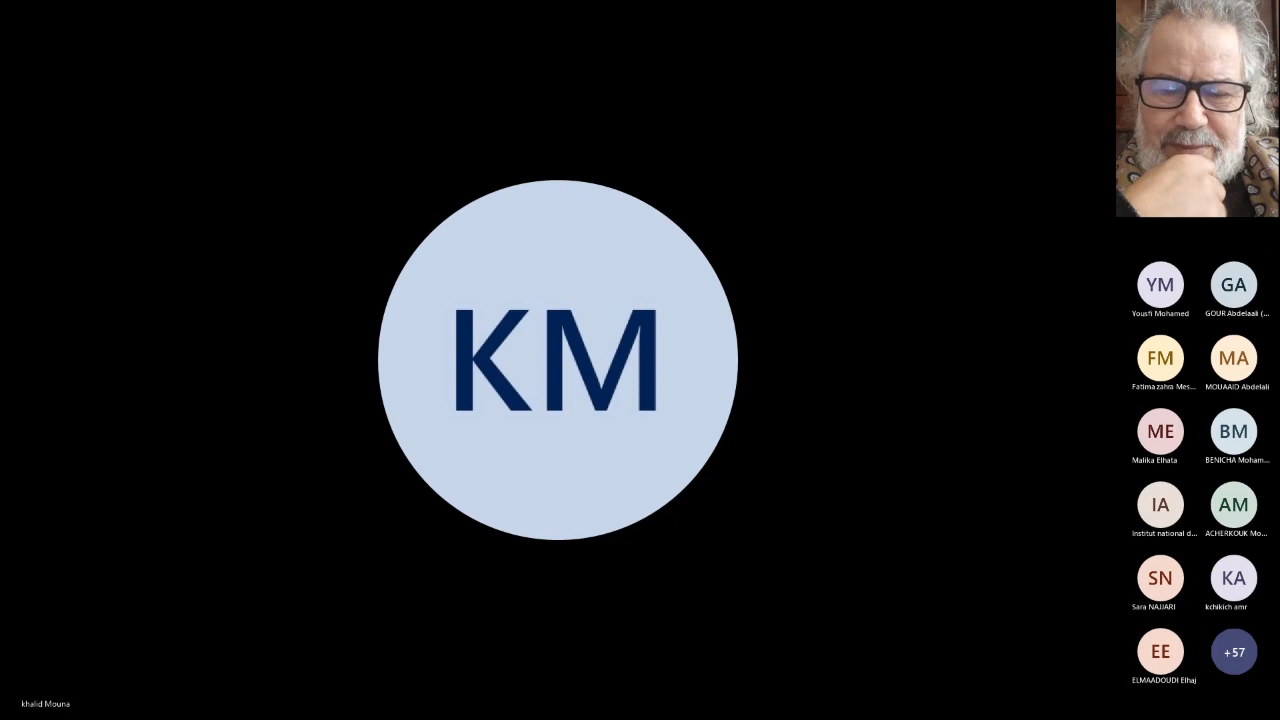 KM
YM
GA
Yousfi Mohamed
GOUR Abdelaali (...
FM
MA
Fatimazahra Mes...
MOUAAID Abdelali
ME
BM
Malika Elhata
BENICHA Moham...
IA
AM
Institut national d...
ACHERKOUK Mo...
SN
KA
Sara NAJJARI
kchikich amr
EE
+57
ELMAADOUDI Elhaj
khalid Mouna